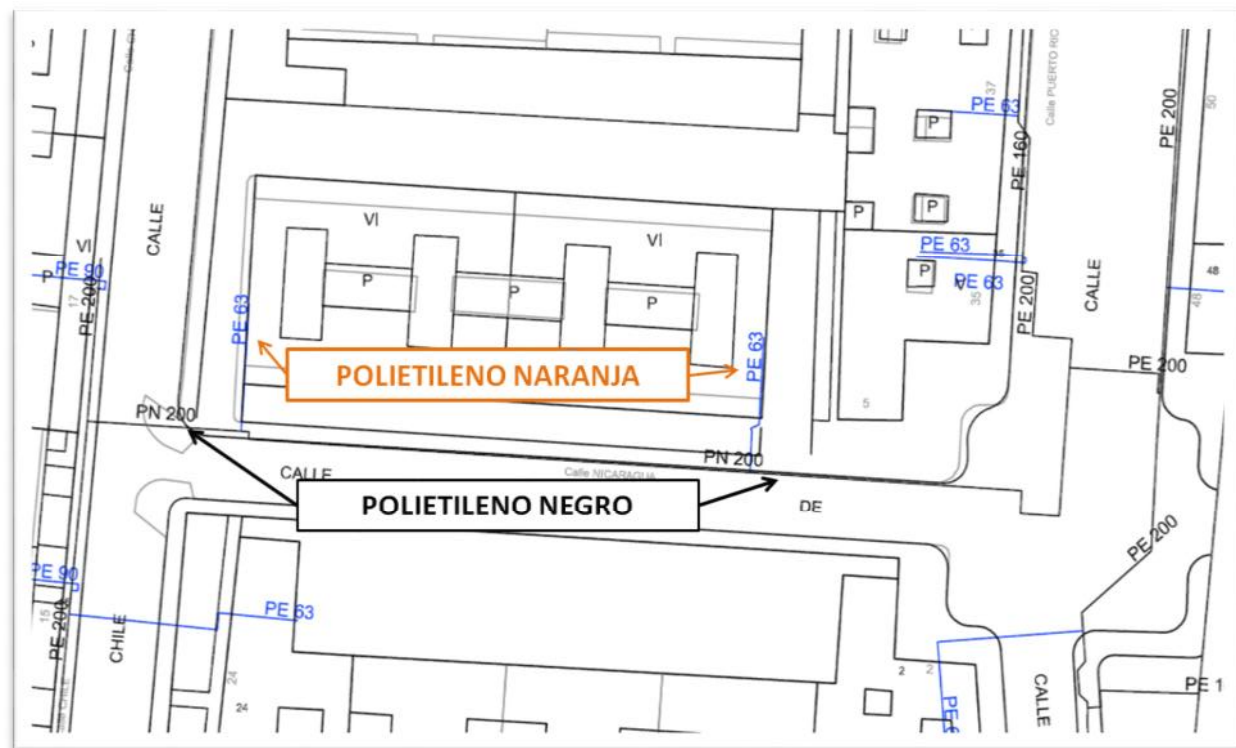 Calle PUERTO RICO
37
50
PE 63
PE 200
P
PE 160
CALLE
VI
VI
P
P
VI
PE 63
P
48
PE 90
P
P
P
P
PE 63
CALLE
48
17
PE 200
35
PE 200
PE 63
PE 63
PE 200
POLIETILENO NARANJA
5
PN 200
PN 200
CALLE
Calle NICARAGUA
POLIETILENO NEGRO
DE
PE 200
PE 90
PE 63
15
PE 200
CHILE
24
24
2
2
CALLE
PE 1